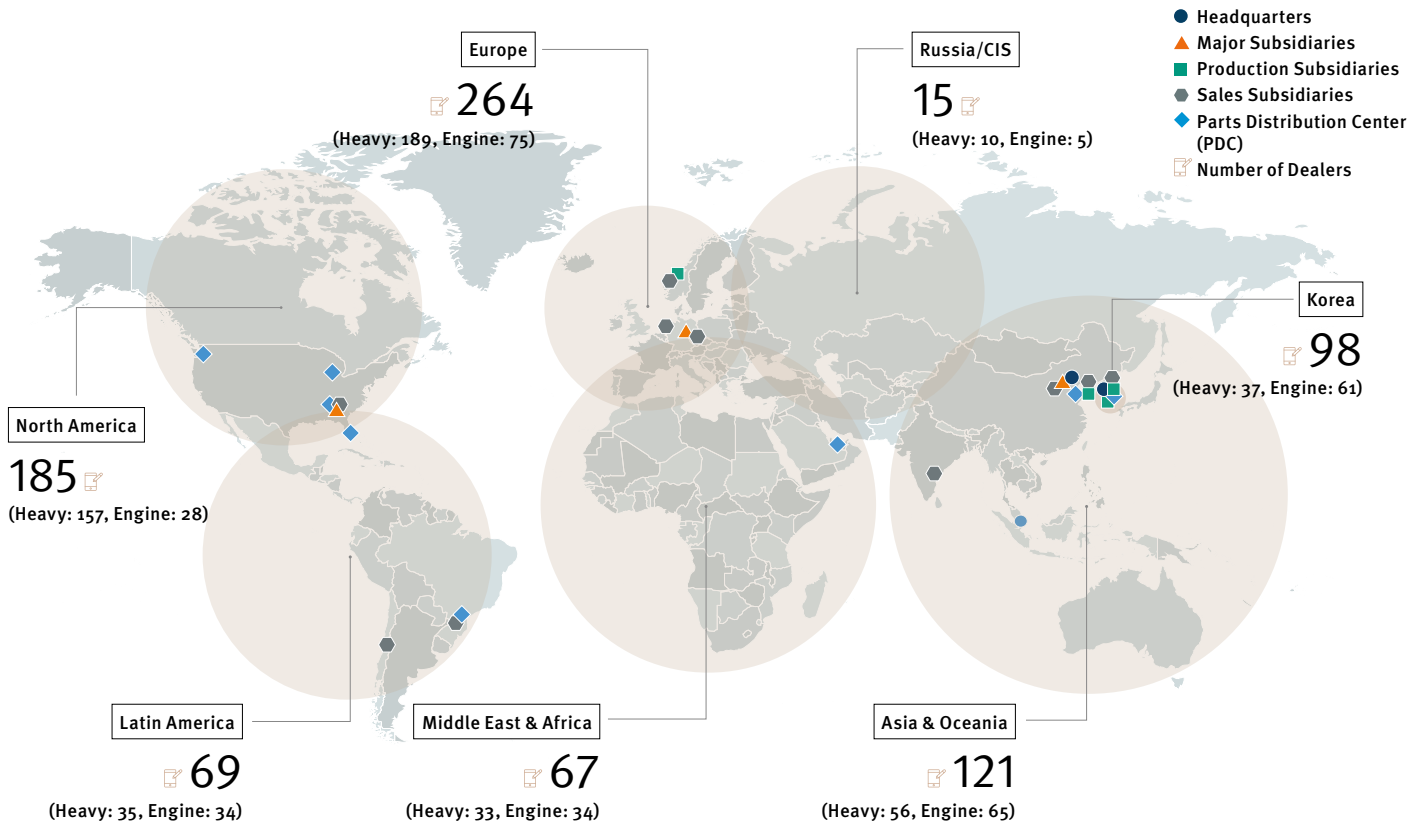 Headquarters
Major Subsidiaries
Production Subsidiaries
Sales Subsidiaries
Parts Distribution Center
(PDC)
Number of Dealers
Europe
264
(Heavy: 189, Engine: 75)
Russia/CIS
15
(Heavy: 10, Engine: 5)
Korea
98
(Heavy: 37, Engine: 61)
North America
185
(Heavy: 157, Engine: 28)
Latin America
69
(Heavy: 35, Engine: 34)
Middle East & Africa
67
(Heavy: 33, Engine: 34)
Asia & Oceania
121
(Heavy: 56, Engine: 65)